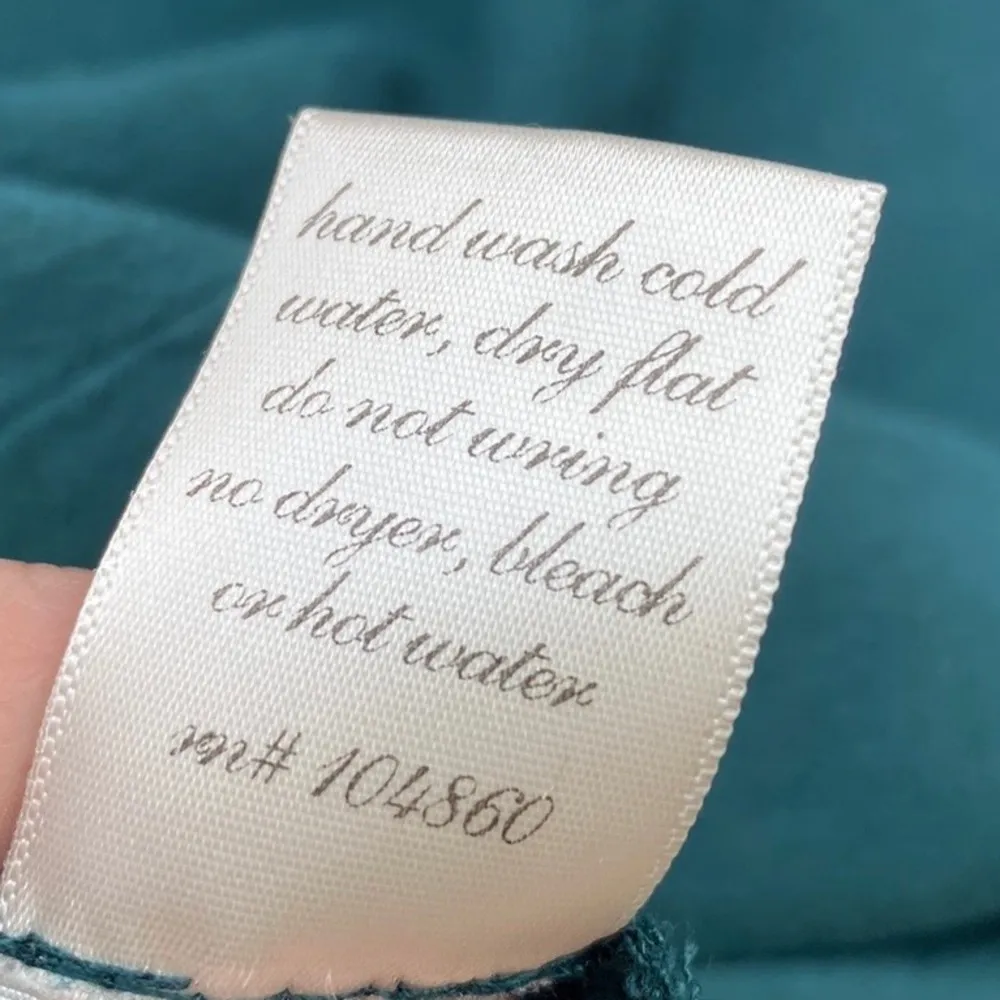 hand wash cold
water, dry flat
do not wring
no dryer, bleach
or hot water
rn# 104860